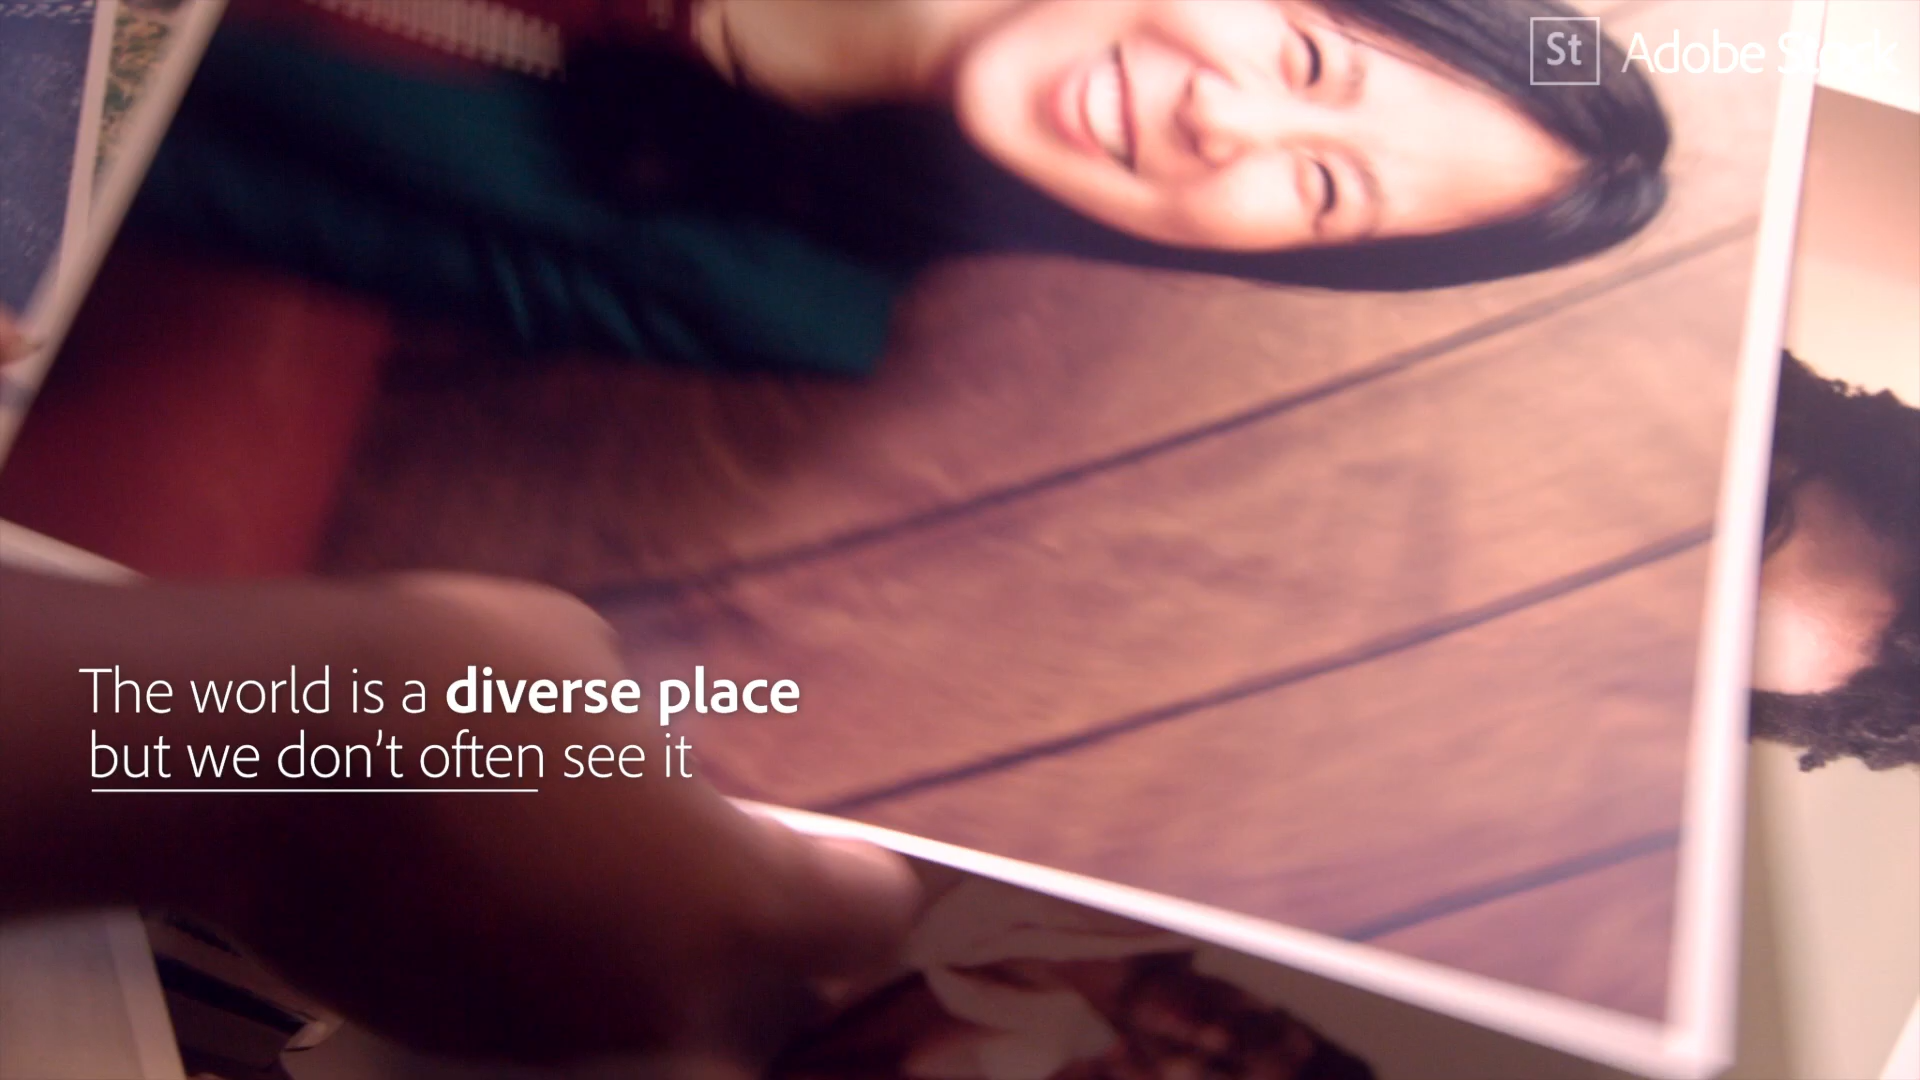 St Adobe Stock
The world is a diverse place
but we don't often see it